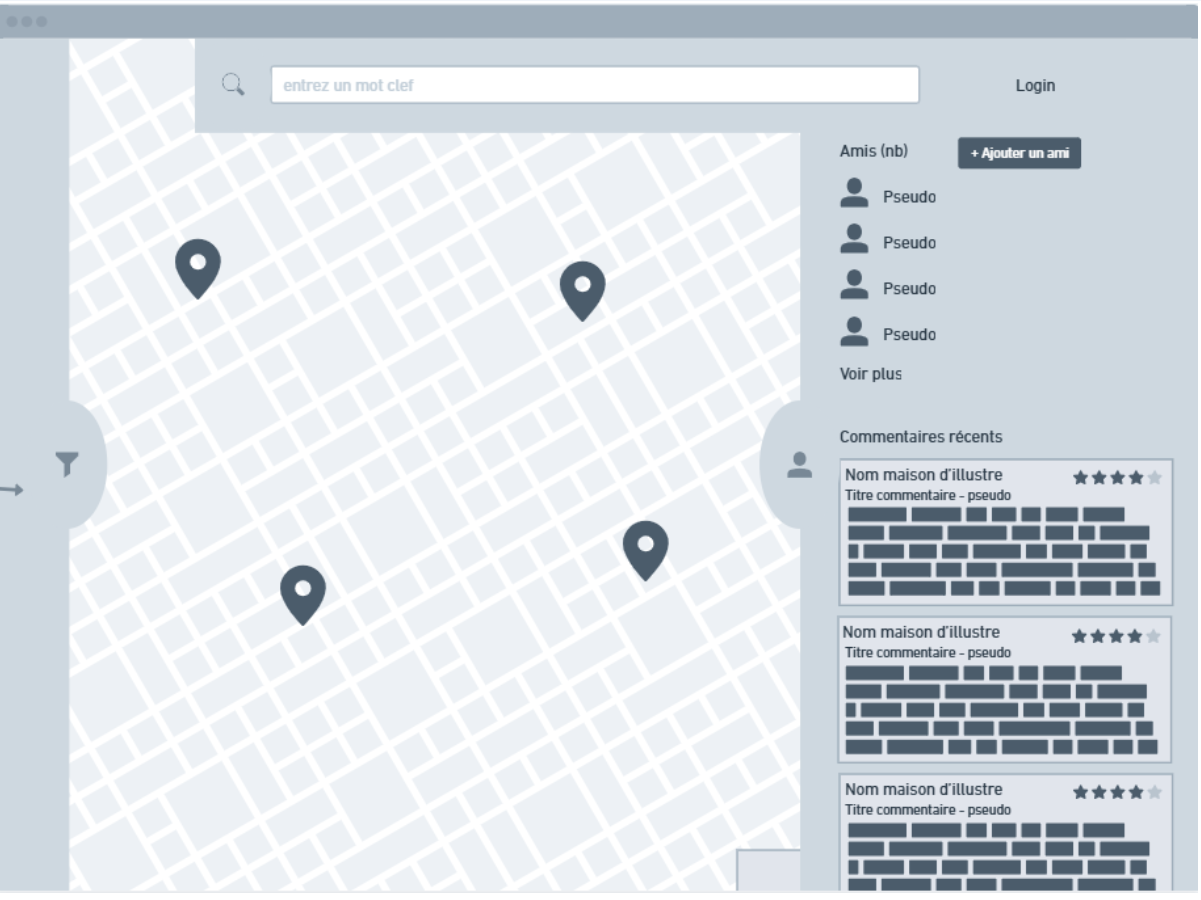 entrez un mot clef
Login
Amis (nb)
+ Ajouter un ami
Pseudo
Pseudo
Pseudo
Pseudo
Voir plus
Commentaires récents
Nom maison d'illustre
Titre commentaire - pseudo
Nom maison d'illustre
Titre commentaire - pseudo
Nom maison d'illustre
Titre commentaire - pseudo